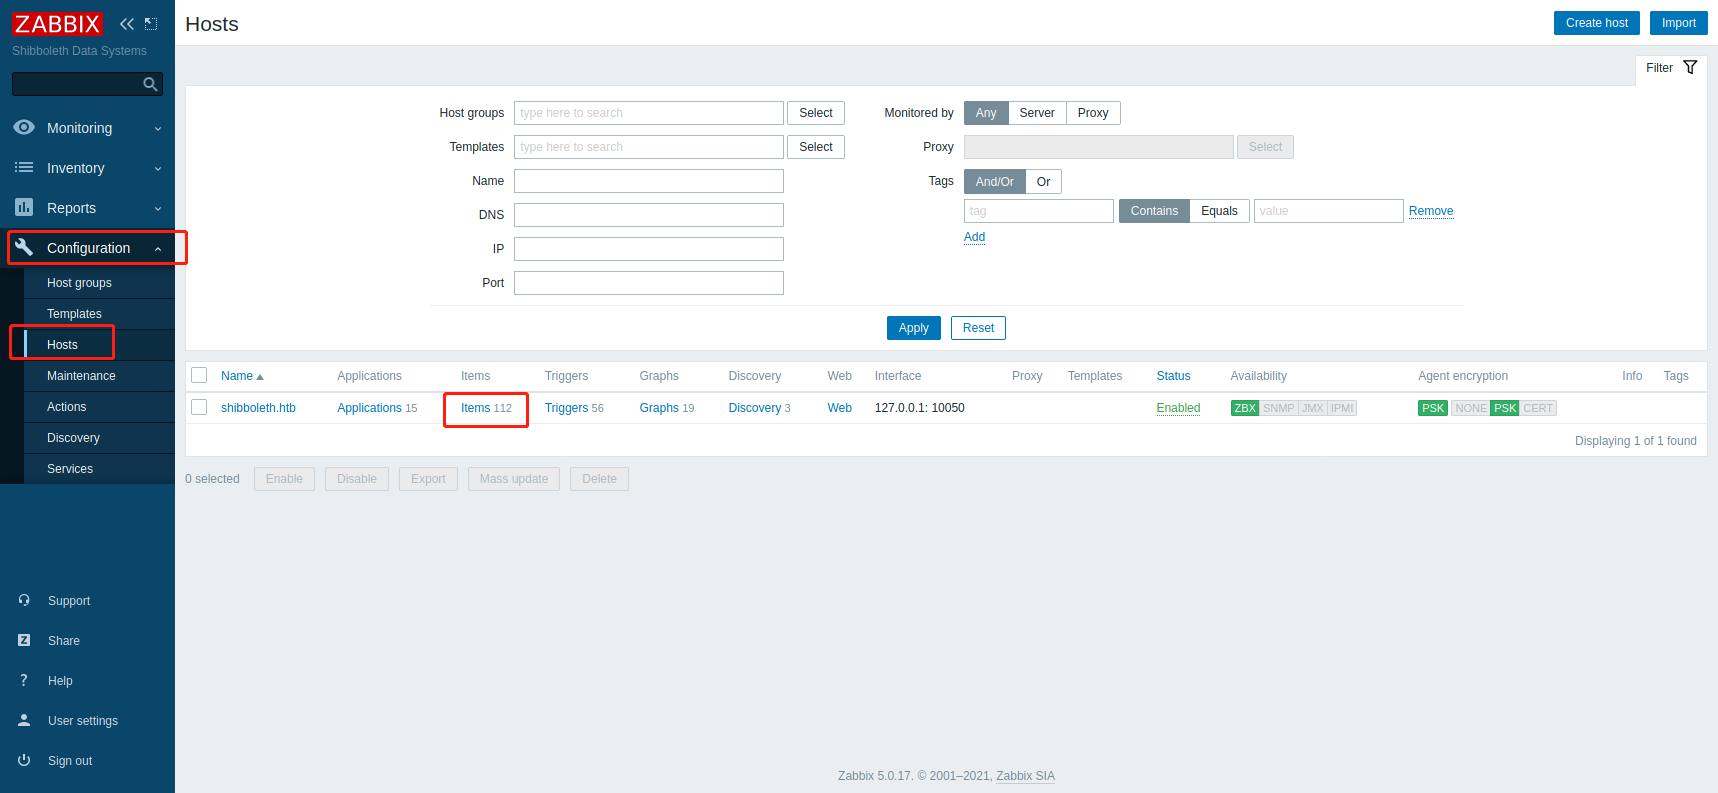 ZABBIX
Shibboleth Data Systems
Monitoring
Inventory
Reports
Configuration
Host groups
Templates
Hosts
Maintenance
Actions
Discovery
Services
Support
Share
Help
User settings
Sign out
Hosts
Create host Import
Filter
Host groups type here to search Select
Templates type here to search Select
Name
DNS
IP
Port
Monitored by Any Server Proxy
Proxy Select
Tags And/Or Or
tag Contains Equals value Remove
Add
Apply Reset
Name Applications Items Triggers Graphs Discovery Web Interface Proxy Templates Status Availability Agent encryption Info Tags
shibboleth.htb Applications 15 Items 112 Triggers 56 Graphs 19 Discovery 3 Web 127.0.0.1: 10050 Enabled ZBX SNMP JMX IPMI PSK NONE PSK CERT
Displaying 1 of 1 found
0 selected Enable Disable Export Mass update Delete
Zabbix 5.0.17. © 2001–2021, Zabbix SIA